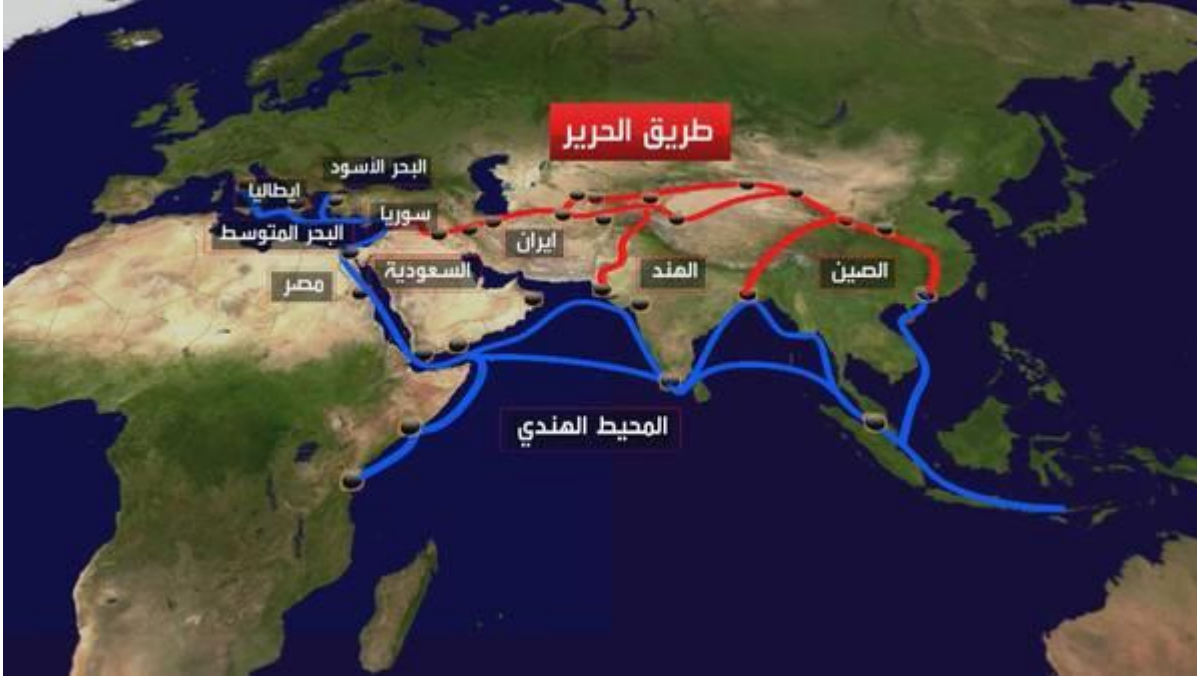 طريق الحرير
البحر الأسود
ايطاليا
سوريا
البحر المتوسط
ايران
السعودية
الهند
الصين
مصر
المحيط الهندي